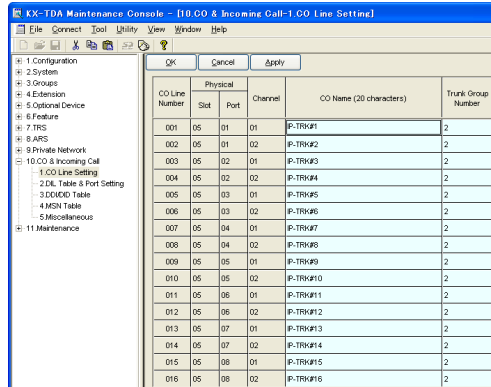 KX-TDA Maintenance Console - [10.CO & Incoming Call-1.CO Line Setting]
File Connect Tool Utility View Window Help
1.Configuration
2.System
3.Groups
4.Extension
5.Optional Device
6.Feature
7.TRS
8.ARS
9.Private Network
10.CO & Incoming Call
1.CO Line Setting
2.DIL Table & Port Setting
3.DDI/DID Table
4.MSN Table
5.Miscellaneous
11.Maintenance
OK Cancel Apply
CO Line Number Physical Slot Port Channel CO Name (20 characters) Trunk Group Number
001 05 01 01 IP-TRK#1 2
002 05 01 02 IP-TRK#2 2
003 05 02 01 IP-TRK#3 2
004 05 02 02 IP-TRK#4 2
005 05 03 01 IP-TRK#5 2
006 05 03 02 IP-TRK#6 2
007 05 04 01 IP-TRK#7 2
008 05 04 02 IP-TRK#8 2
009 05 05 01 IP-TRK#9 2
010 05 05 02 IP-TRK#10 2
011 05 06 01 IP-TRK#11 2
012 05 06 02 IP-TRK#12 2
013 05 07 01 IP-TRK#13 2
014 05 07 02 IP-TRK#14 2
015 05 08 01 IP-TRK#15 2
016 05 08 02 IP-TRK#16 2